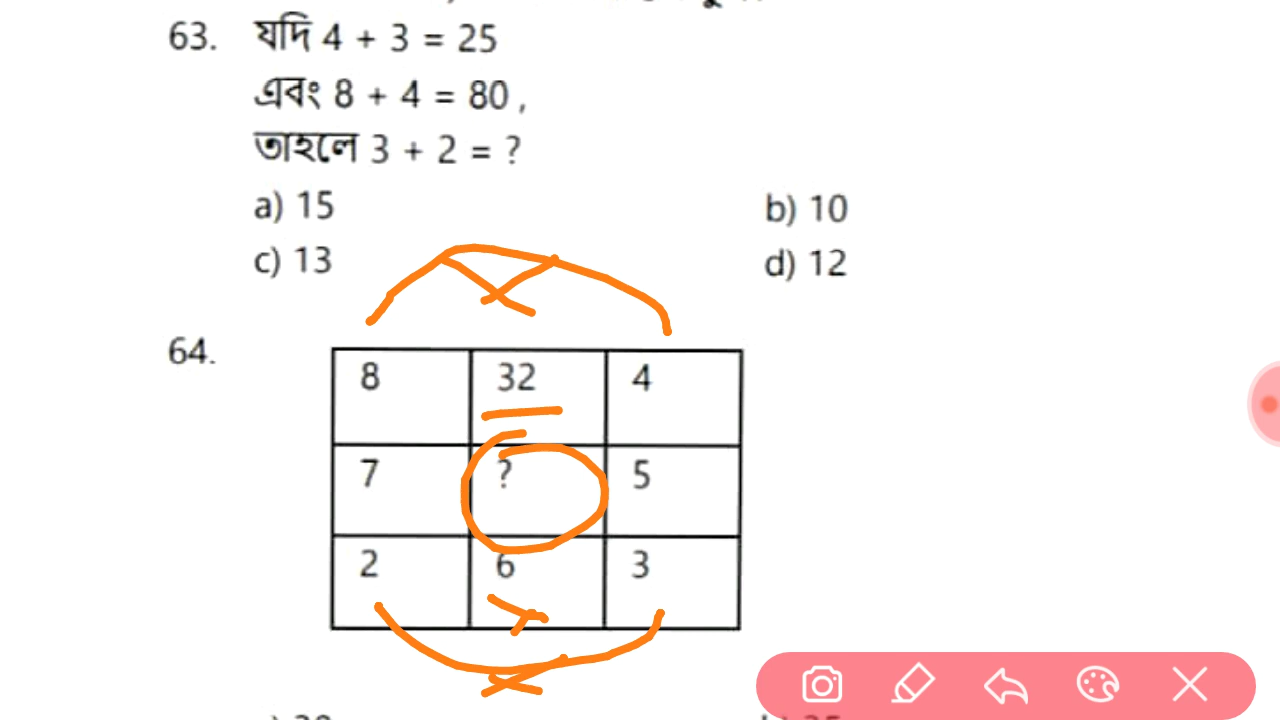 63. যদি 4 + 3 = 25
এবং 8 + 4 = 80 ,
তাহলে 3 + 2 = ?
a) 15 b) 10
c) 13 d) 12
64.
8 32 4
7 ? 5
2 6 3